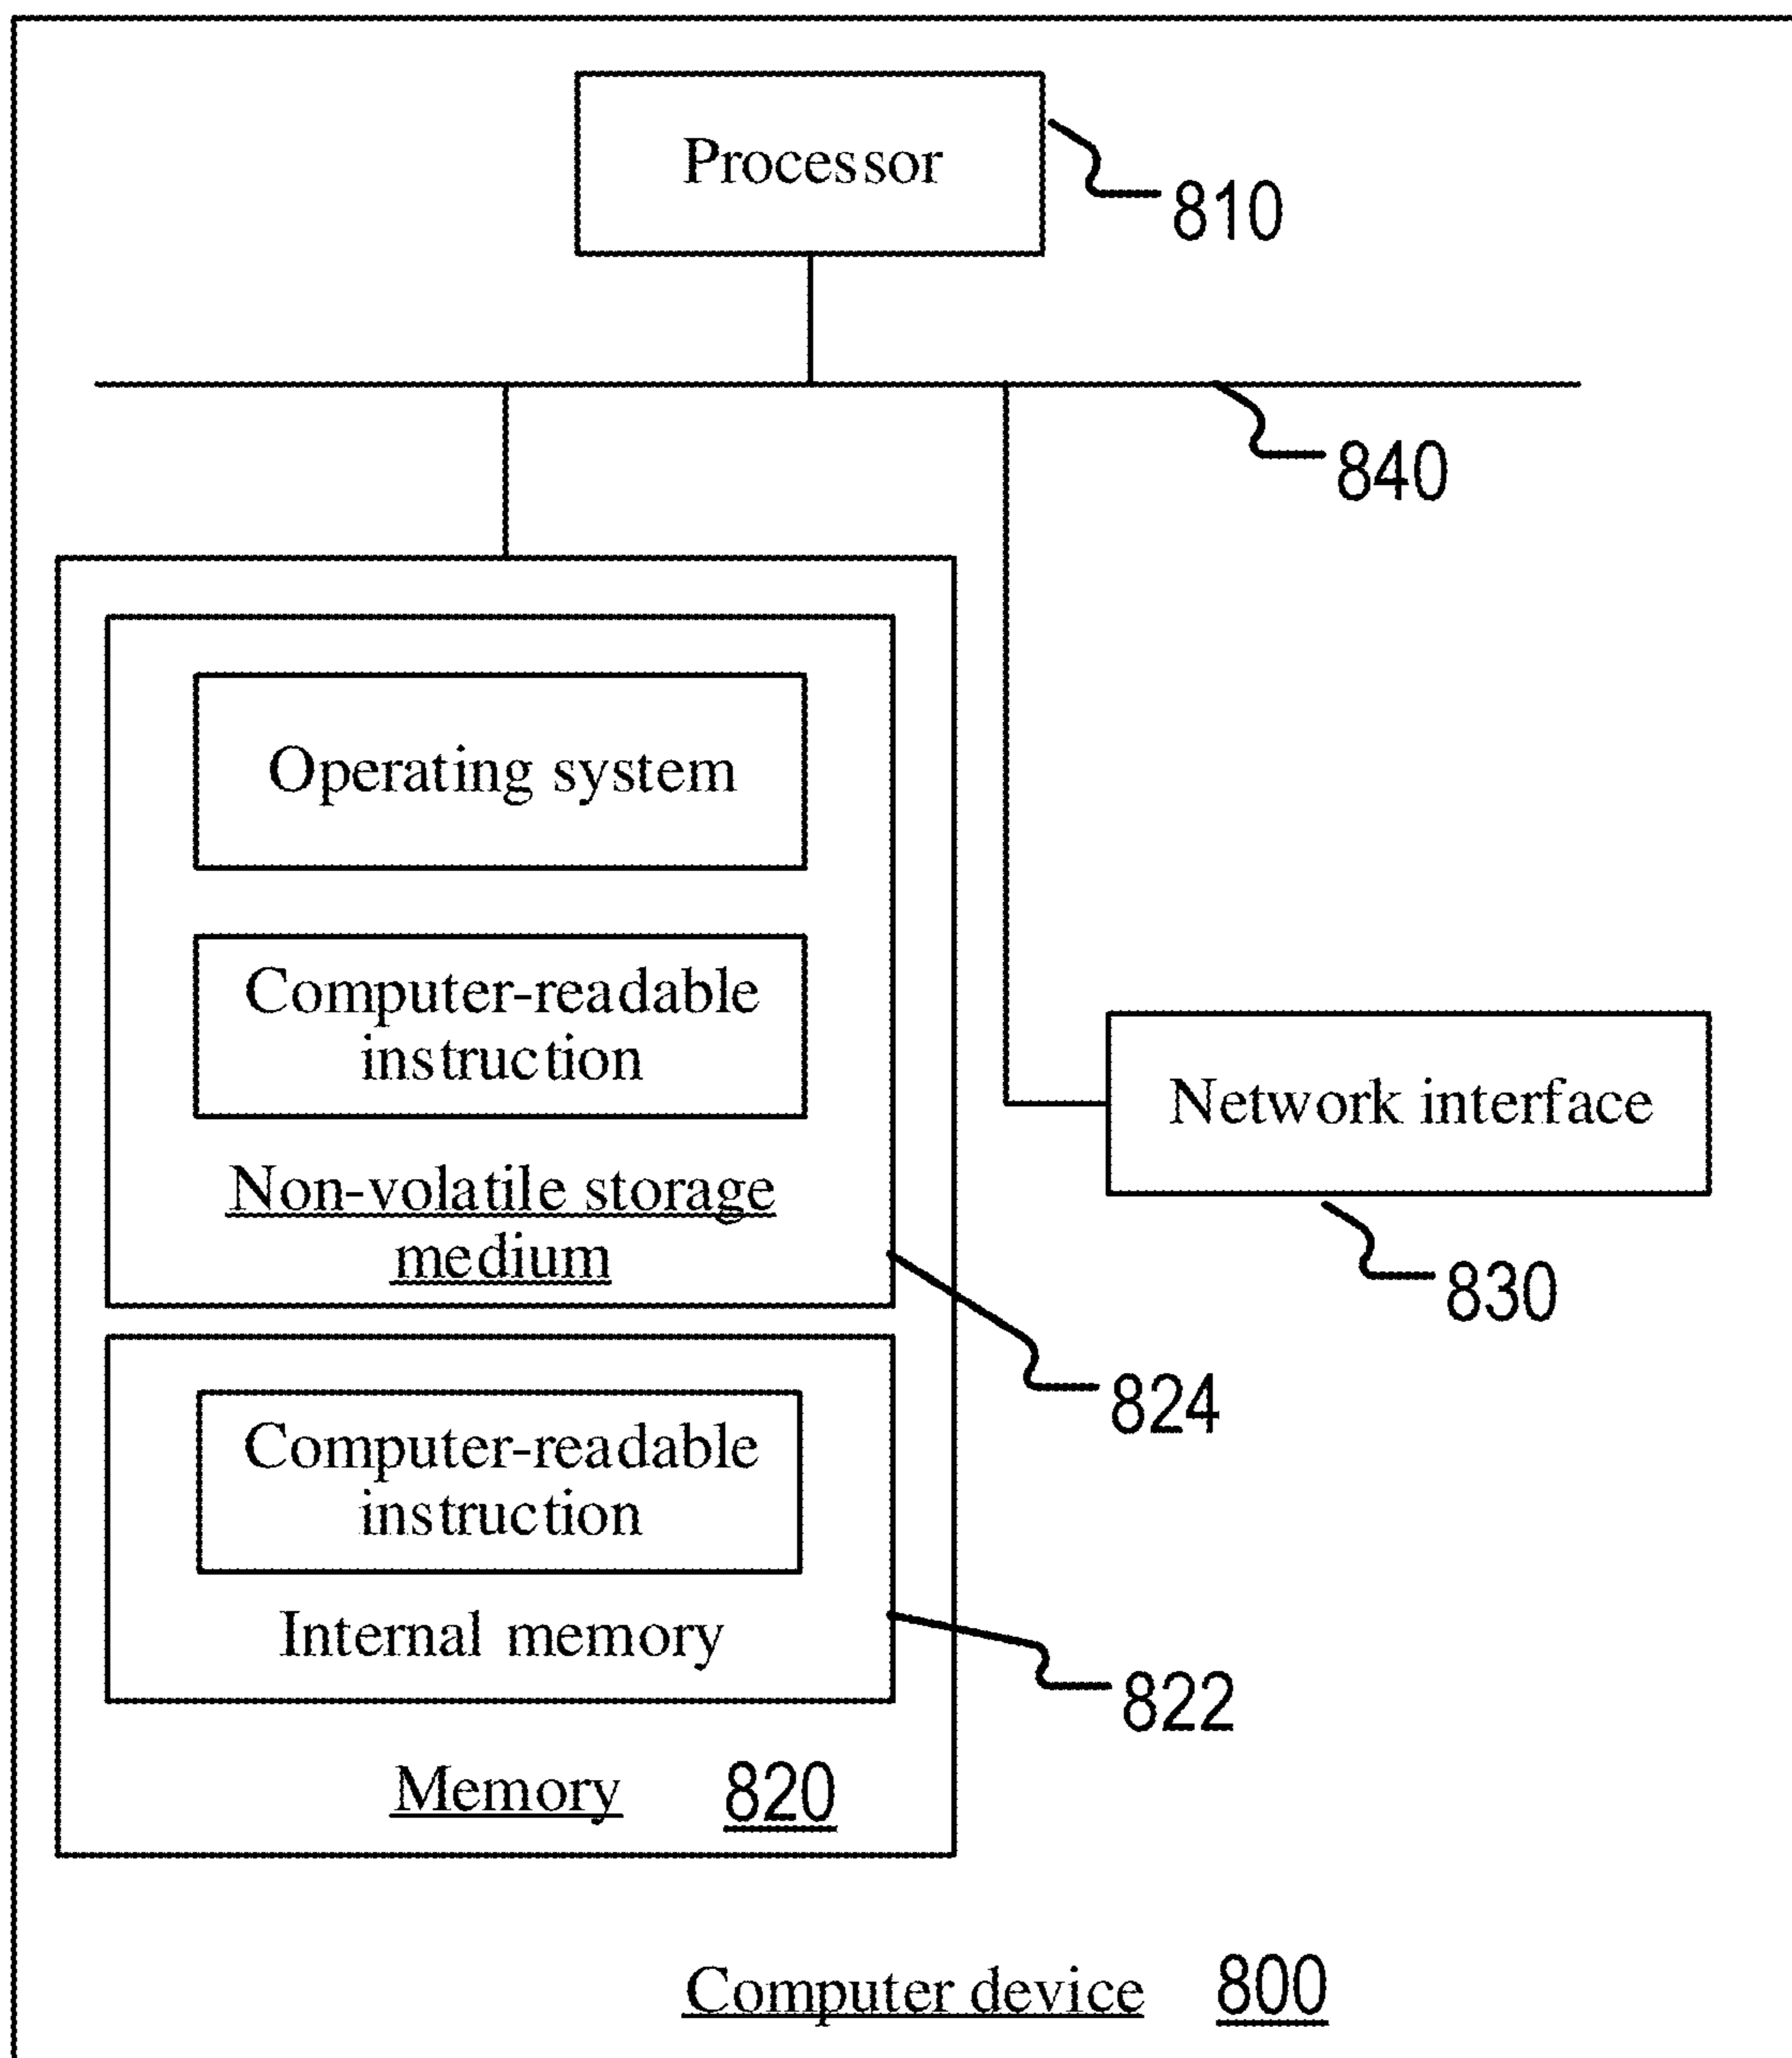 Processor
810
840
Operating system
Computer-readable
instruction
Non-volatile storage
medium
Network interface
830
824
Computer-readable
instruction
Internal memory
822
Memory 820
Computer device 800